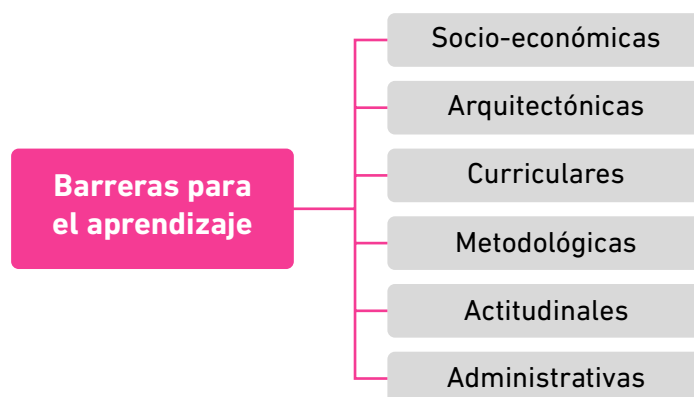 Barreras para
el aprendizaje
Socio-económicas
Arquitectónicas
Curriculares
Metodológicas
Actitudinales
Administrativas